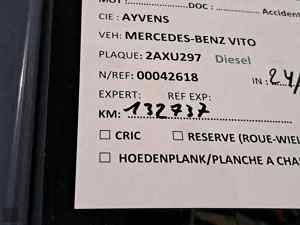 MOT : DOC : Accident
CIE : AYVENS
VEH: MERCEDES-BENZ VITO
PLAQUE: 2AXU297 Diesel
N/REF: 00042618 IN : 24/
EXPERT: REF EXP:
KM: 132737
CRIC RESERVE (ROUE-WIEL
HOEDENPLANK/PLANCHE A CHA